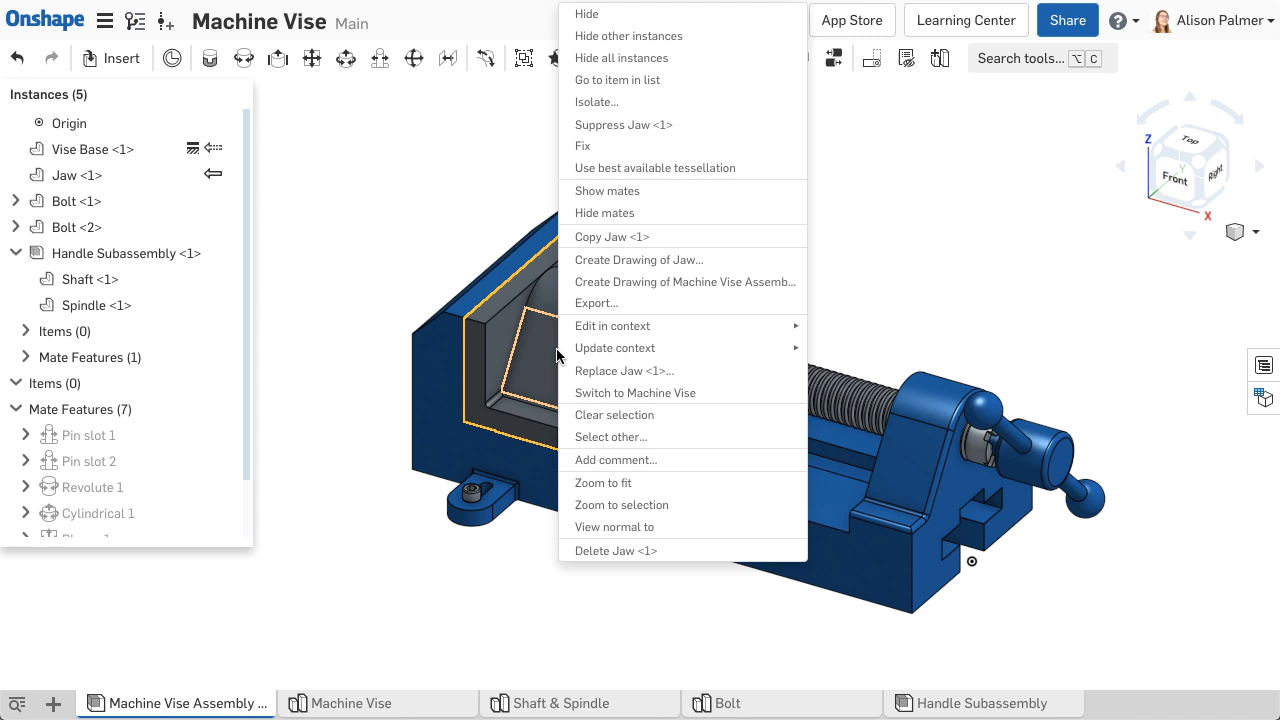 Onshape
Machine Vise Main
App Store
Learning Center
Share
Alison Palmer
Insert
Search tools... ⌥ C
Instances (5)
Origin
Vise Base <1>
Jaw <1>
Bolt <1>
Bolt <2>
Handle Subassembly <1>
Shaft <1>
Spindle <1>
Items (0)
Mate Features (1)
Items (0)
Mate Features (7)
Pin slot 1
Pin slot 2
Revolute 1
Cylindrical 1
Hide
Hide other instances
Hide all instances
Go to item in list
Isolate...
Suppress Jaw <1>
Fix
Use best available tessellation
Show mates
Hide mates
Copy Jaw <1>
Create Drawing of Jaw...
Create Drawing of Machine Vise Assemb...
Export...
Edit in context
Update context
Replace Jaw <1>...
Switch to Machine Vise
Clear selection
Select other...
Add comment...
Zoom to fit
Zoom to selection
View normal to
Delete Jaw <1>
Z
Top
Y
Front
Right
X
Machine Vise Assembly ...
Machine Vise
Shaft & Spindle
Bolt
Handle Subassembly